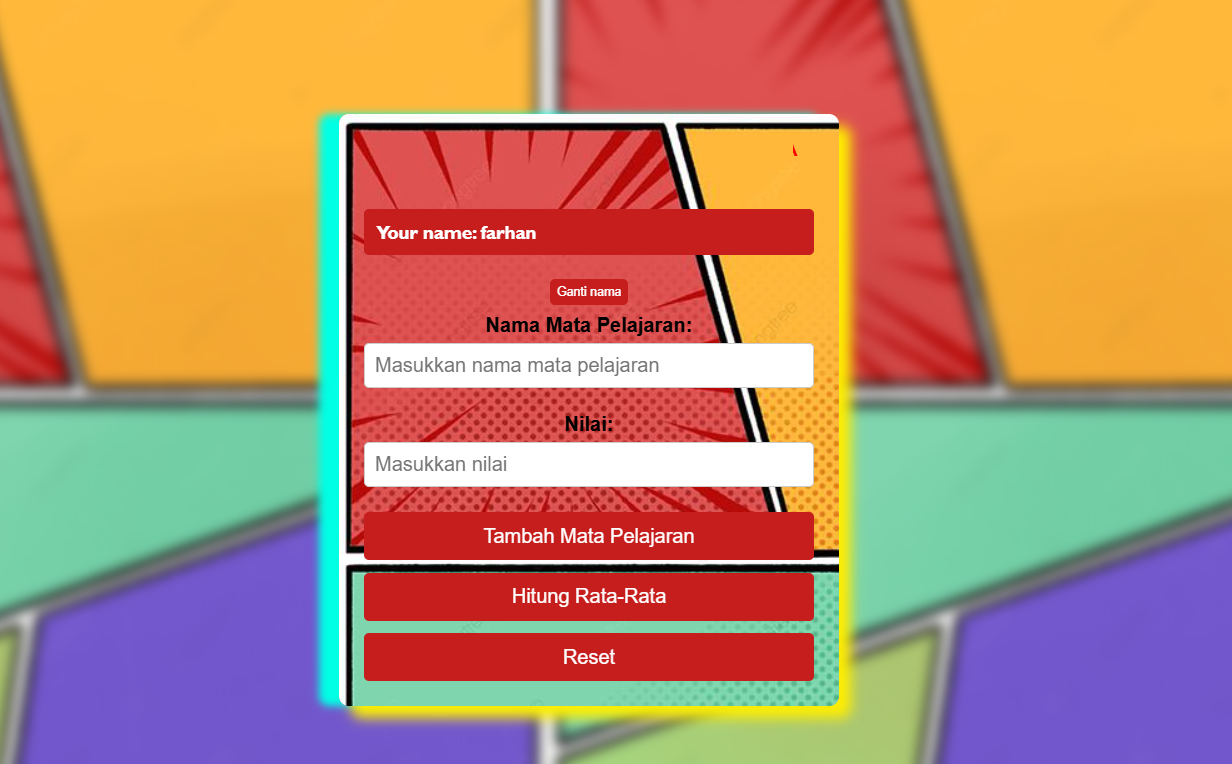 Your name: farhan
Ganti nama
Nama Mata Pelajaran:
Masukkan nama mata pelajaran
Nilai:
Masukkan nilai
Tambah Mata Pelajaran
Hitung Rata-Rata
Reset